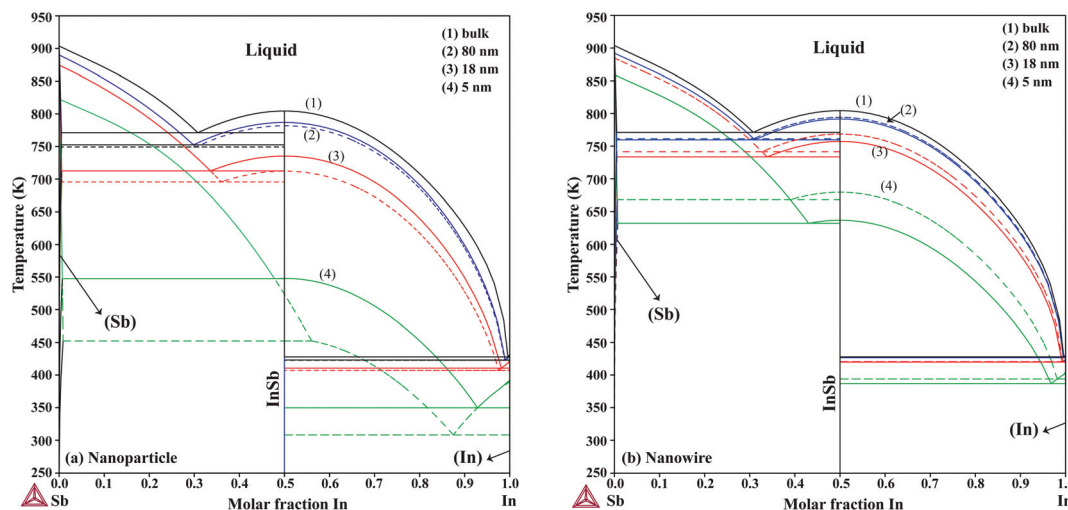 950
900
850
800
750
700
650
600
550
500
450
400
350
300
250
Temperature (K)
Liquid
(1) bulk
(2) 80 nm
(3) 18 nm
(4) 5 nm
(1)
(2)
(3)
(4)
(Sb)
InSb
(In)
(a) Nanoparticle
0.0 0.1 0.2 0.3 0.4 0.5 0.6 0.7 0.8 0.9 1.0
Sb Molar fraction In In
950
900
850
800
750
700
650
600
550
500
450
400
350
300
250
Temperature (K)
Liquid
(1) bulk
(2) 80 nm
(3) 18 nm
(4) 5 nm
(1)
(2)
(3)
(4)
(Sb)
InSb
(In)
(b) Nanowire
0.0 0.1 0.2 0.3 0.4 0.5 0.6 0.7 0.8 0.9 1.
Sb Molar fraction In